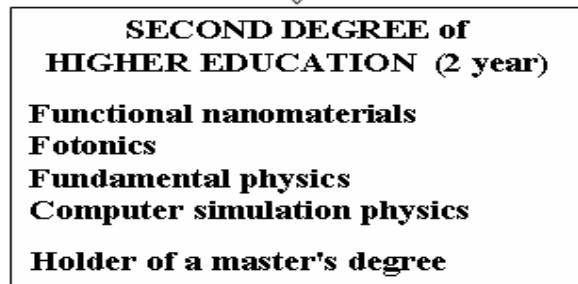 SECOND DEGREE of
HIGHER EDUCATION (2 year)
Functional nanomaterials
Fotonics
Fundamental physics
Computer simulation physics
Holder of a master's degree